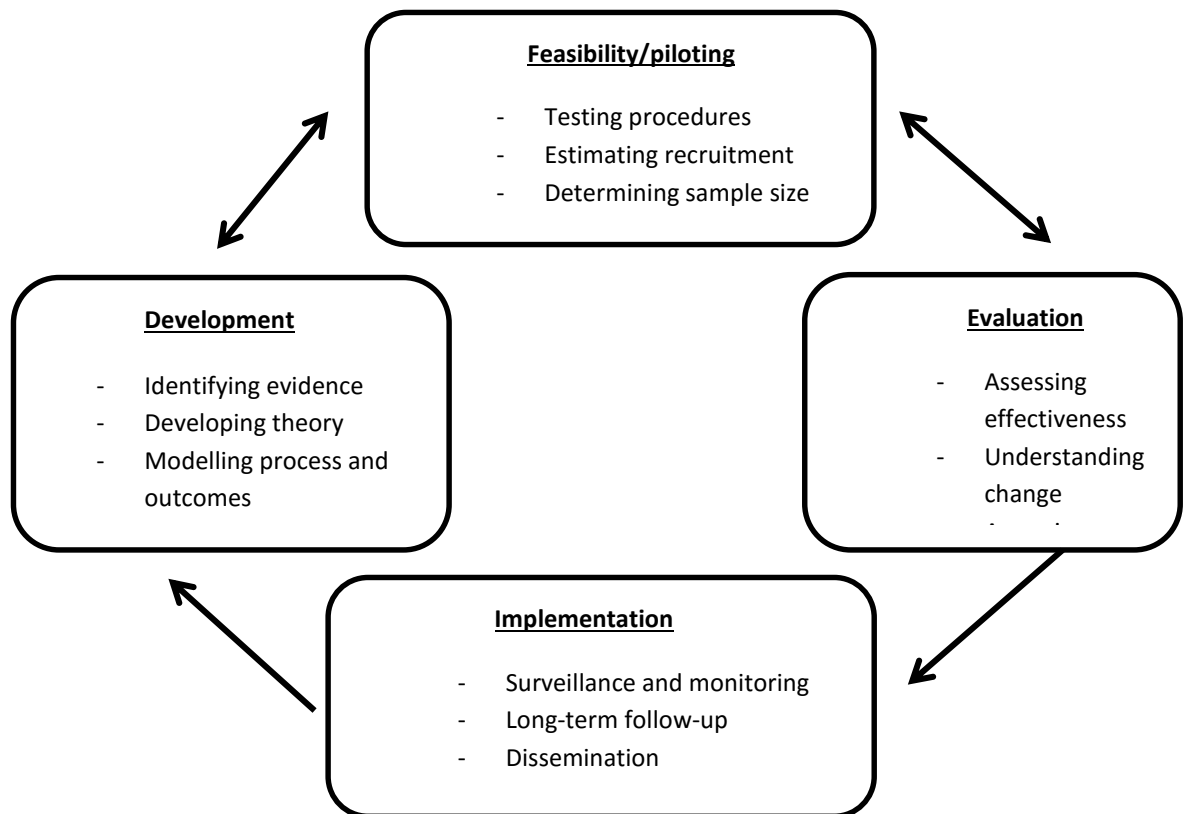 Feasibility/piloting
- Testing procedures
- Estimating recruitment
- Determining sample size
Development
- Identifying evidence
- Developing theory
- Modelling process and
outcomes
Evaluation
- Assessing
effectiveness
- Understanding
change
Implementation
- Surveillance and monitoring
- Long-term follow-up
- Dissemination